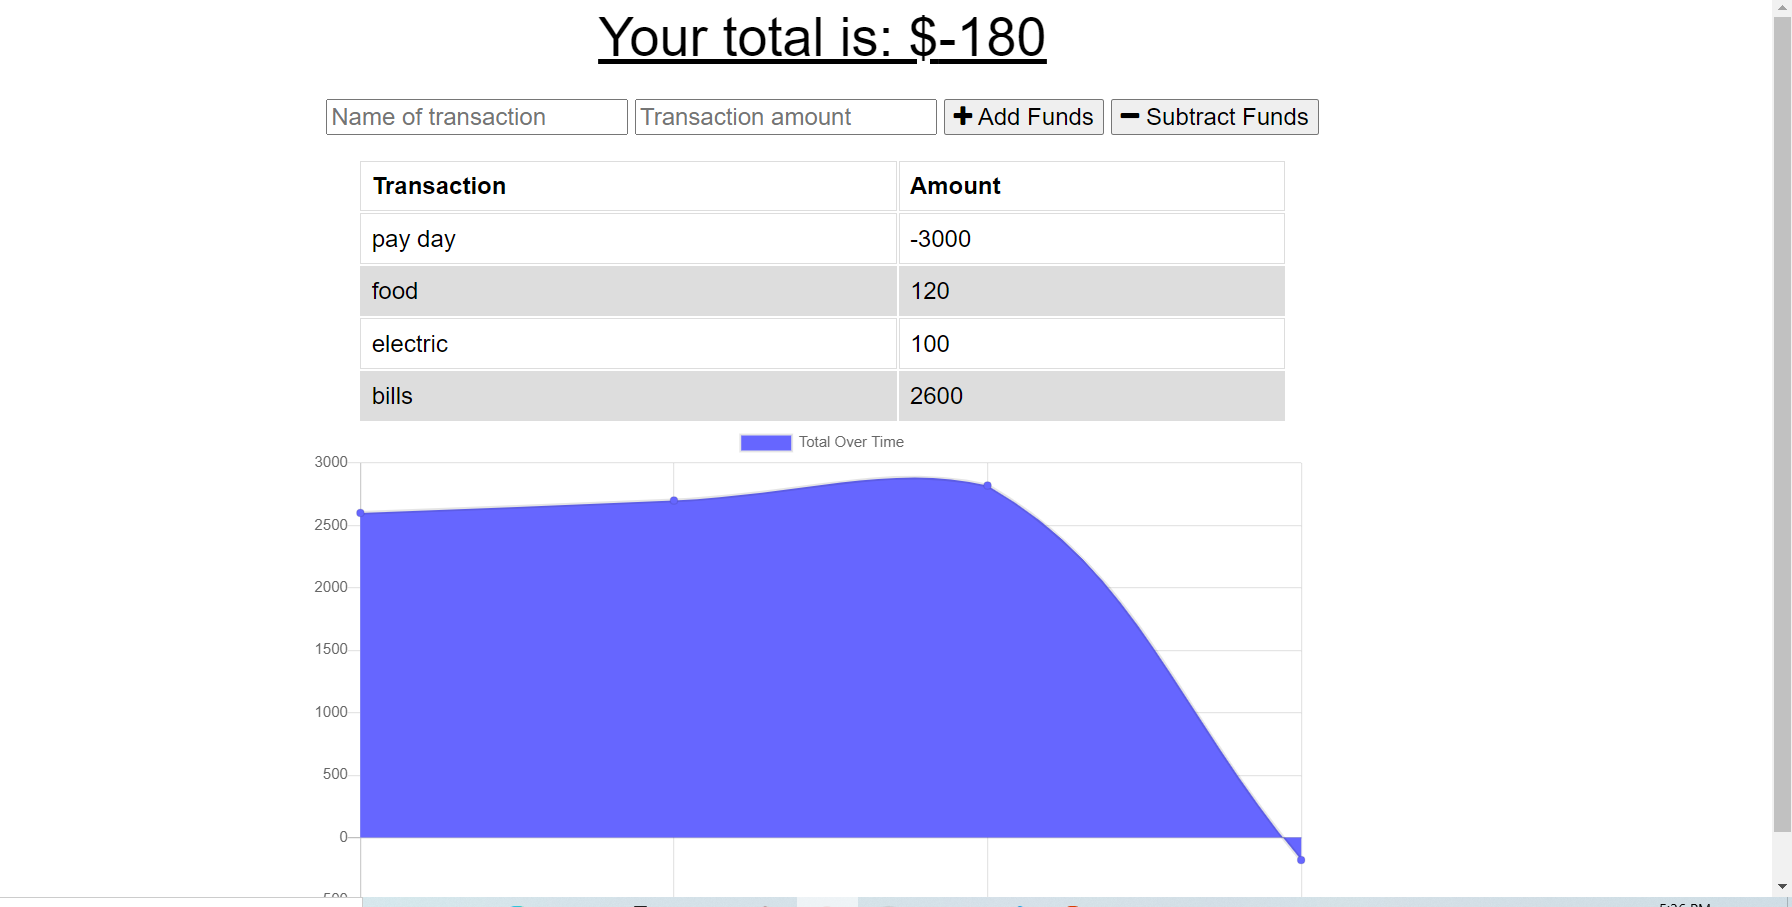 Your total is: $-180
Name of transaction Transaction amount Add Funds Subtract Funds
Transaction Amount
pay day -3000
food 120
electric 100
bills 2600
Total Over Time
3000
2500
2000
1500
1000
500
0